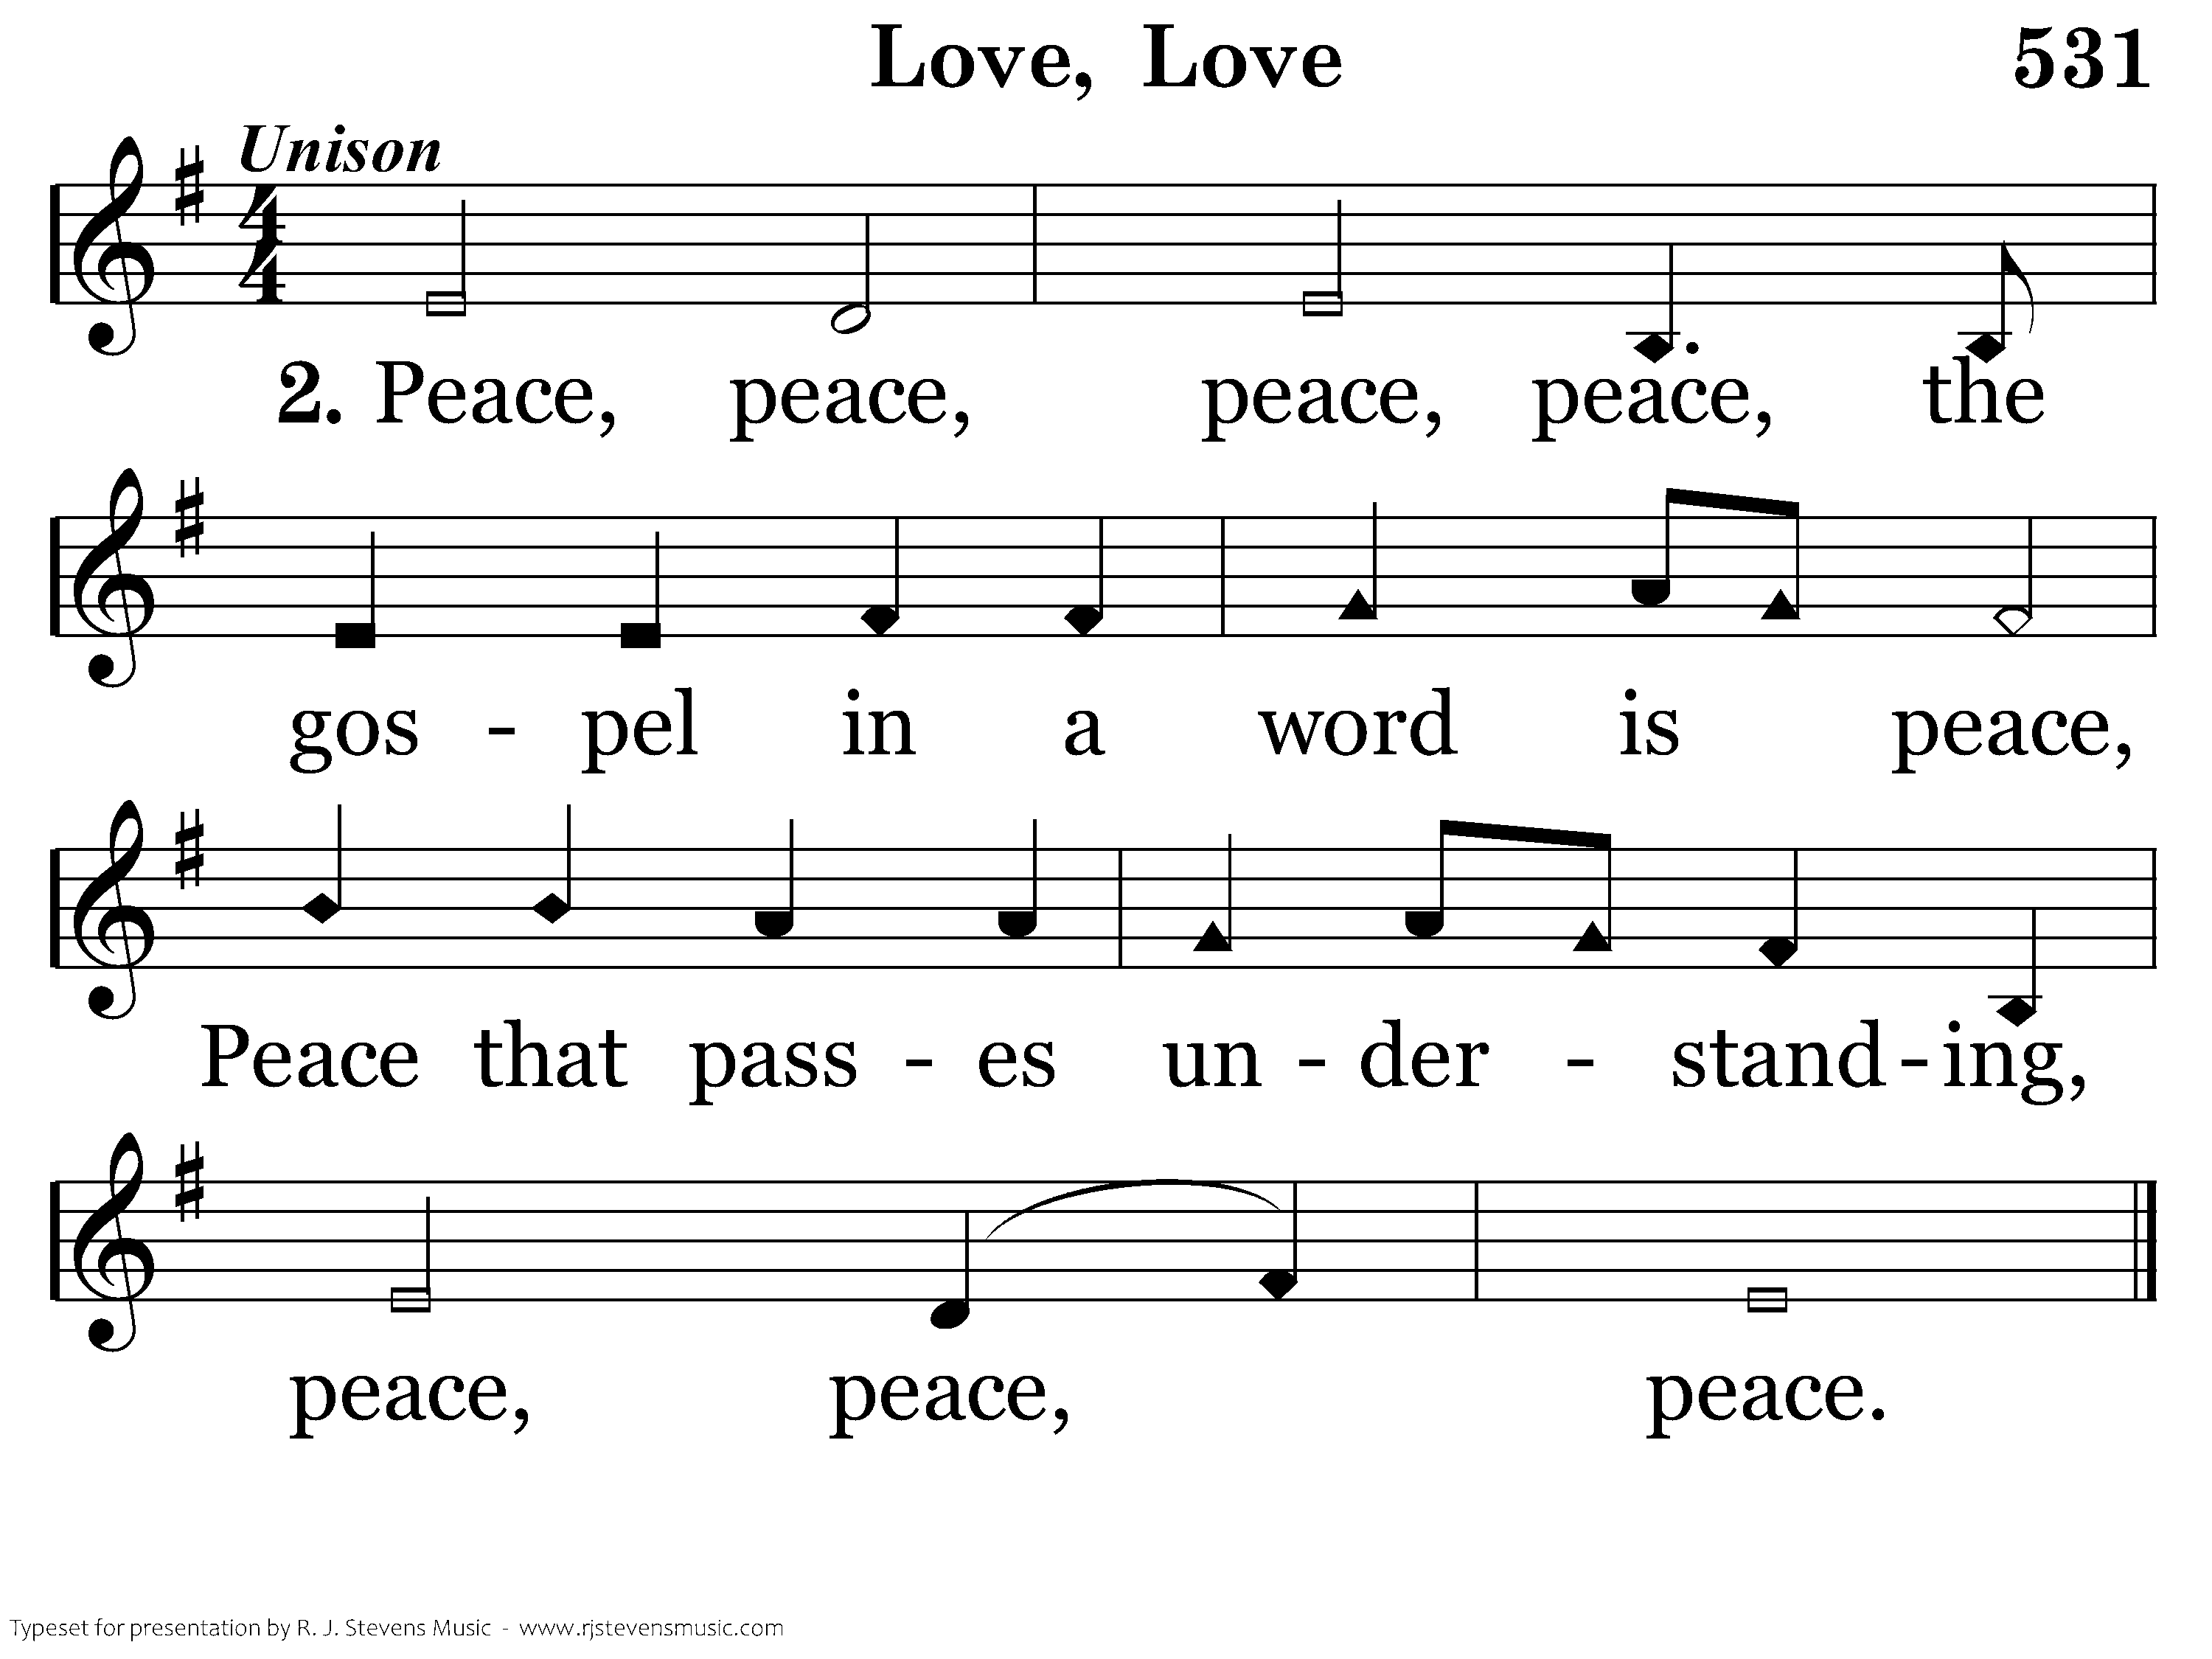 Love, Love 531
Unison
2. Peace, peace, peace, peace, the
gos - pel in a word is peace,
Peace that pass - es un - der - stand - ing,
peace, peace, peace.
Typeset for presentation by R. J. Stevens Music - www.rjstevensmusic.com